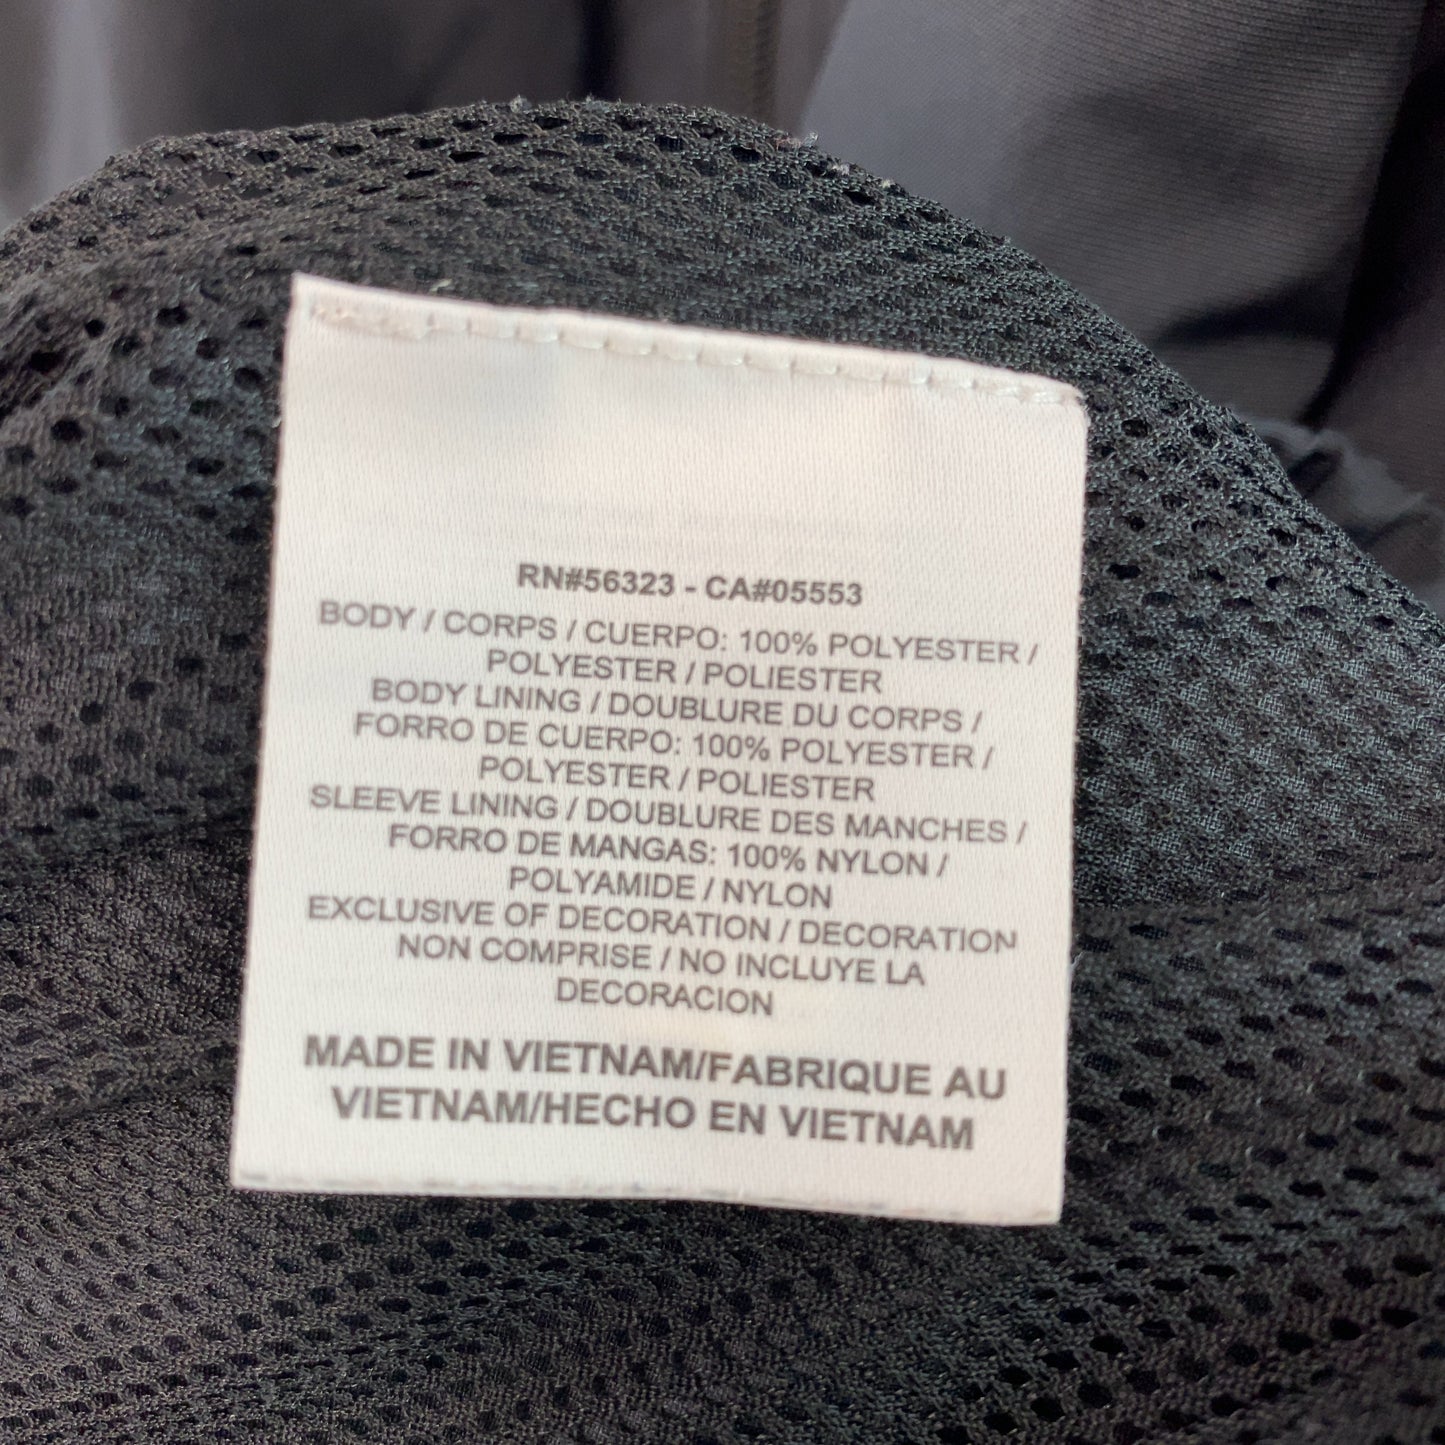 RN#56323 - CA#05553
BODY / CORPS / CUERPO: 100% POLYESTER /
POLYESTER / POLIESTER
BODY LINING / DOUBLURE DU CORPS /
FORRO DE CUERPO: 100% POLYESTER /
POLYESTER / POLIESTER
SLEEVE LINING / DOUBLURE DES MANCHES /
FORRO DE MANGAS: 100% NYLON /
POLYAMIDE / NYLON
EXCLUSIVE OF DECORATION / DECORATION
NON COMPRISE / NO INCLUYE LA
DECORACION
MADE IN VIETNAM/FABRIQUE AU
VIETNAM/HECHO EN VIETNAM